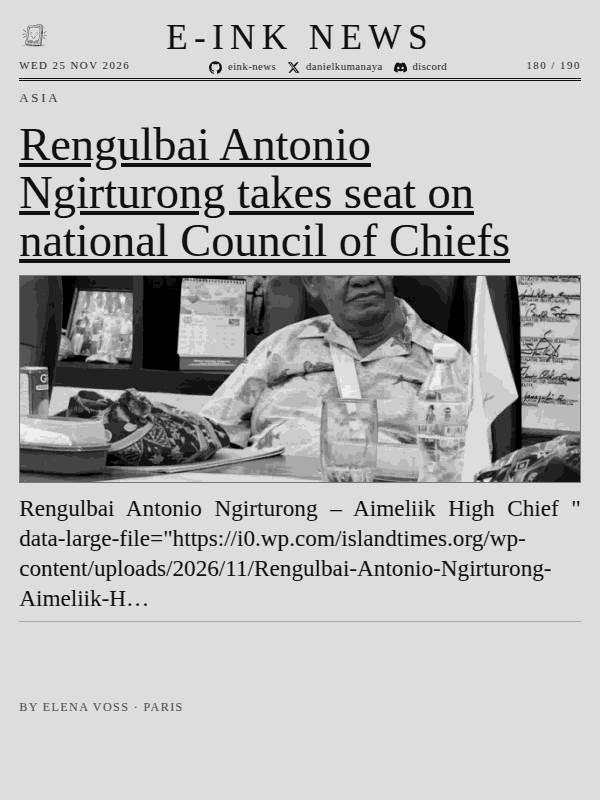 E-INK NEWS
WED 25 NOV 2026
eink-news
danielkumanaya
discord
180 / 190
ASIA
Rengulbai Antonio
Ngirturong takes seat on
national Council of Chiefs
G
Rengulbai Antonio Ngirturong – Aimeliik High Chief "
data-large-file="https://i0.wp.com/islandtimes.org/wp-
content/uploads/2026/11/Rengulbai-Antonio-Ngirturong-
Aimeliik-H…
BY ELENA VOSS · PARIS